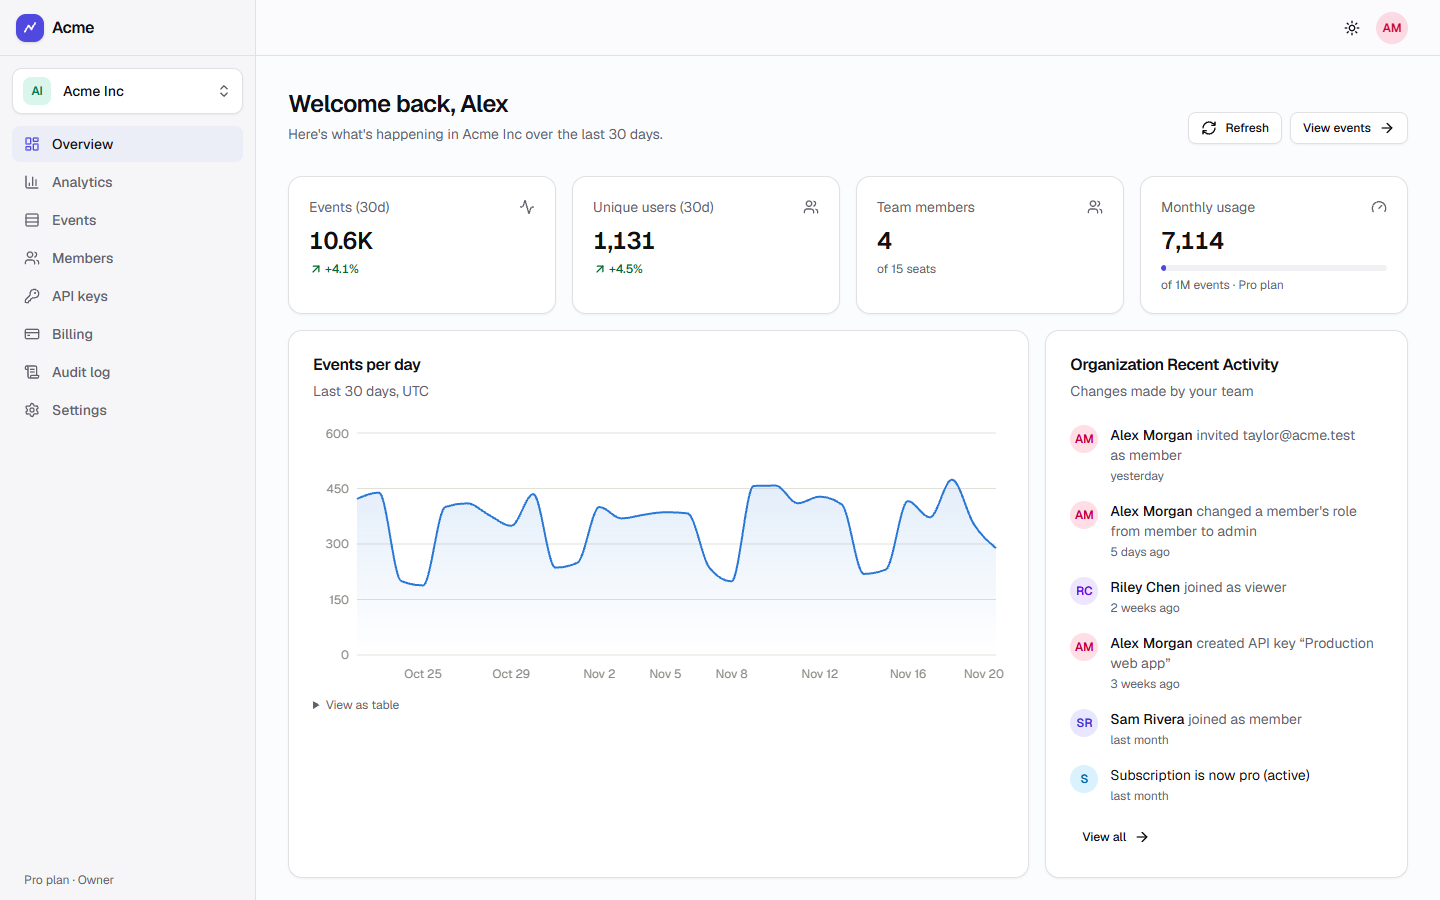 Acme
AM
AI
Acme Inc
Overview
Analytics
Events
Members
API keys
Billing
Audit log
Settings
Pro plan · Owner
Welcome back, Alex
Here's what's happening in Acme Inc over the last 30 days.
Refresh
View events
Events (30d)
10.6K
+4.1%
Unique users (30d)
1,131
+4.5%
Team members
4
of 15 seats
Monthly usage
7,114
of 1M events · Pro plan
Events per day
Last 30 days, UTC
600
450
300
150
0
Oct 25
Oct 29
Nov 2
Nov 5
Nov 8
Nov 12
Nov 16
Nov 20
View as table
Organization Recent Activity
Changes made by your team
AM
Alex Morgan invited taylor@acme.test
as member
yesterday
AM
Alex Morgan changed a member's role
from member to admin
5 days ago
RC
Riley Chen joined as viewer
2 weeks ago
AM
Alex Morgan created API key “Production
web app”
3 weeks ago
SR
Sam Rivera joined as member
last month
S
Subscription is now pro (active)
last month
View all